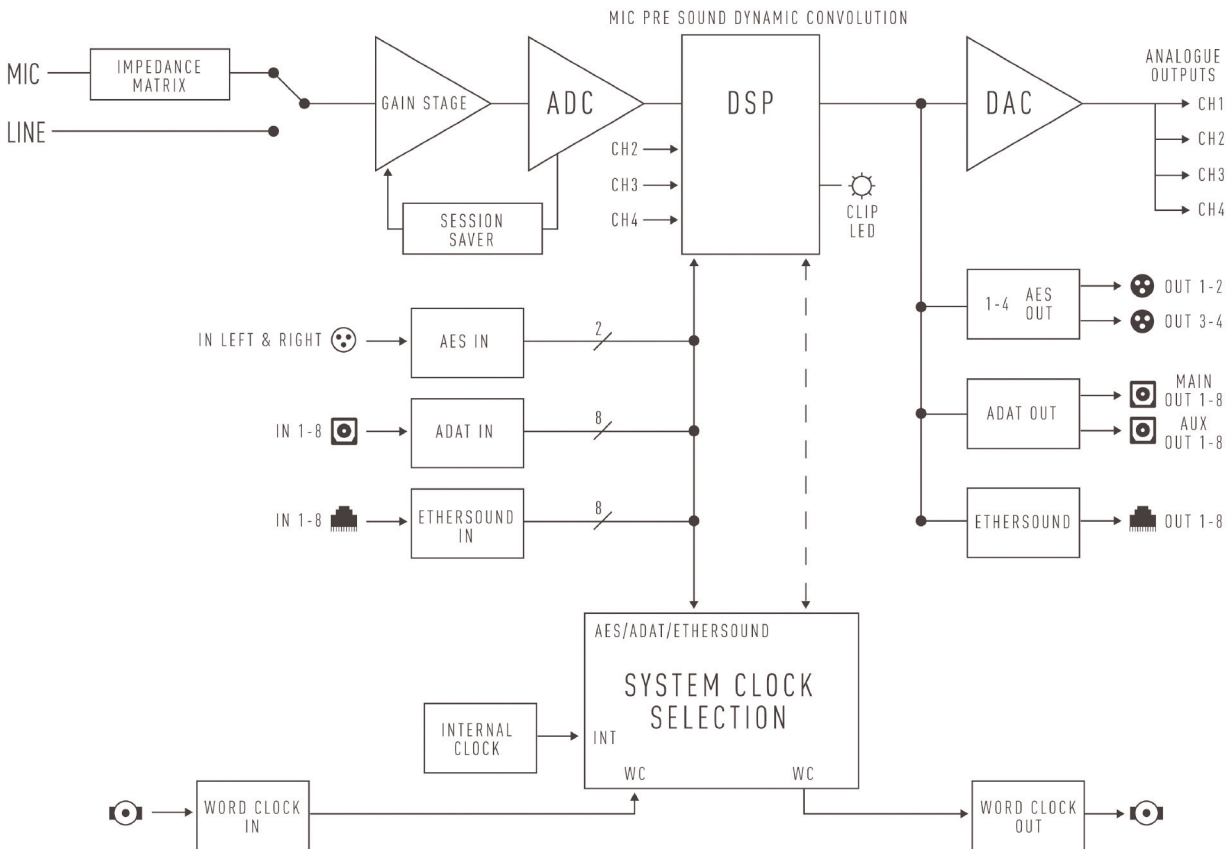 MIC PRE SOUND DYNAMIC CONVOLUTION
MIC
IMPEDANCE
MATRIX
LINE
GAIN STAGE
ADC
DSP
DAC
ANALOGUE
OUTPUTS
CH1
CH2
CH3
CH4
CH2
CH3
CH4
SESSION
SAVER
CLIP
LED
IN LEFT & RIGHT
AES IN
2
1-4 AES
OUT
OUT 1-2
OUT 3-4
IN 1-8
ADAT IN
8
ADAT OUT
MAIN
OUT 1-8
AUX
OUT 1-8
IN 1-8
ETHERSOUND
IN
8
ETHERSOUND
OUT 1-8
AES/ADAT/ETHERSOUND
SYSTEM CLOCK
SELECTION
INTERNAL
CLOCK
INT
WC
WC
WORD CLOCK
IN
WORD CLOCK
OUT